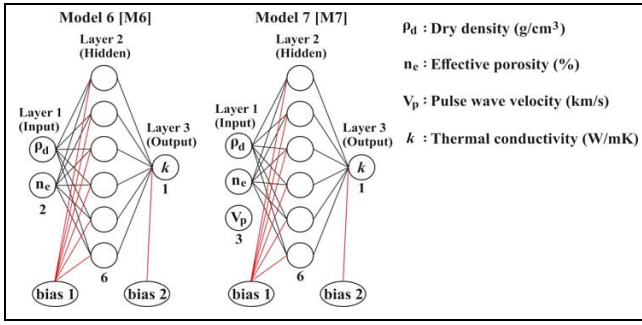 Model 6 [M6]
Layer 2
(Hidden)
Layer 1
(Input)
ρd
ne
2
Layer 3
(Output)
k
1
6
bias 1
bias 2
Model 7 [M7]
Layer 2
(Hidden)
Layer 1
(Input)
ρd
ne
Vp
3
Layer 3
(Output)
k
1
6
bias 1
bias 2
ρd : Dry density (g/cm³)
ne : Effective porosity (%)
Vp : Pulse wave velocity (km/s)
k : Thermal conductivity (W/mK)